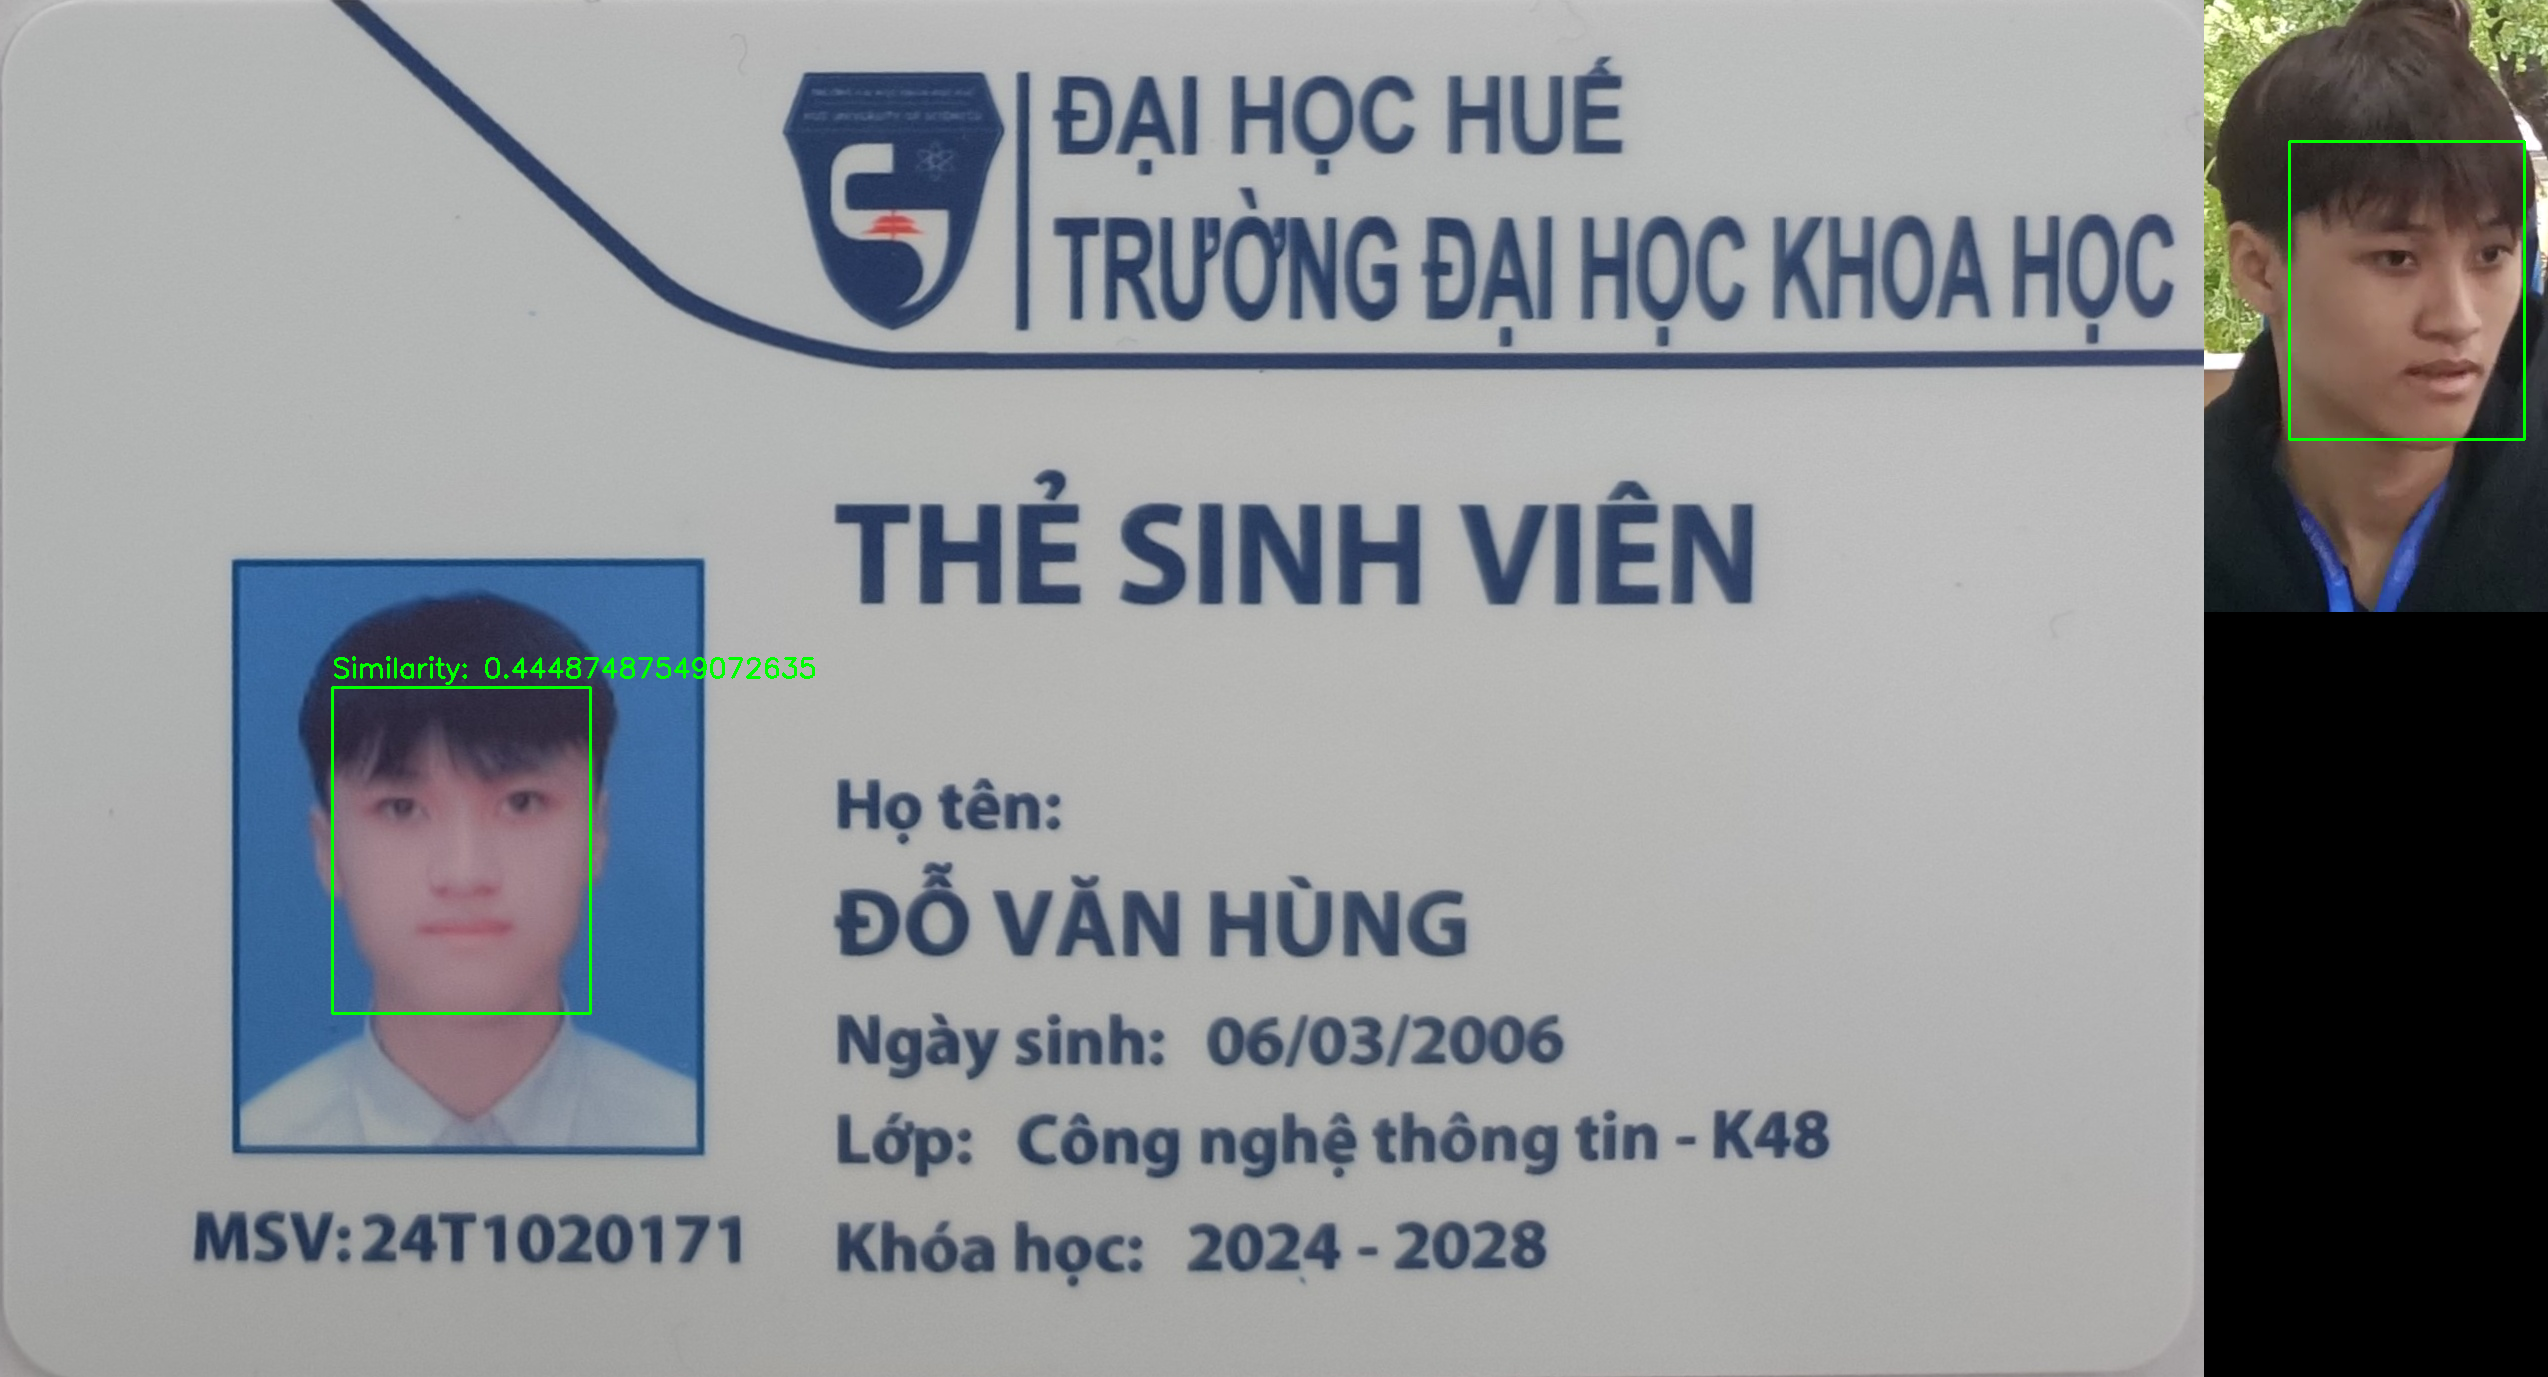 ĐẠI HỌC HUẾ
TRƯỜNG ĐẠI HỌC KHOA HỌC
THẺ SINH VIÊN
Similarity: 0.44487487549072635
Họ tên:
ĐỖ VĂN HÙNG
Ngày sinh: 06/03/2006
Lớp: Công nghệ thông tin - K48
MSV: 24T1020171
Khóa học: 2024 - 2028